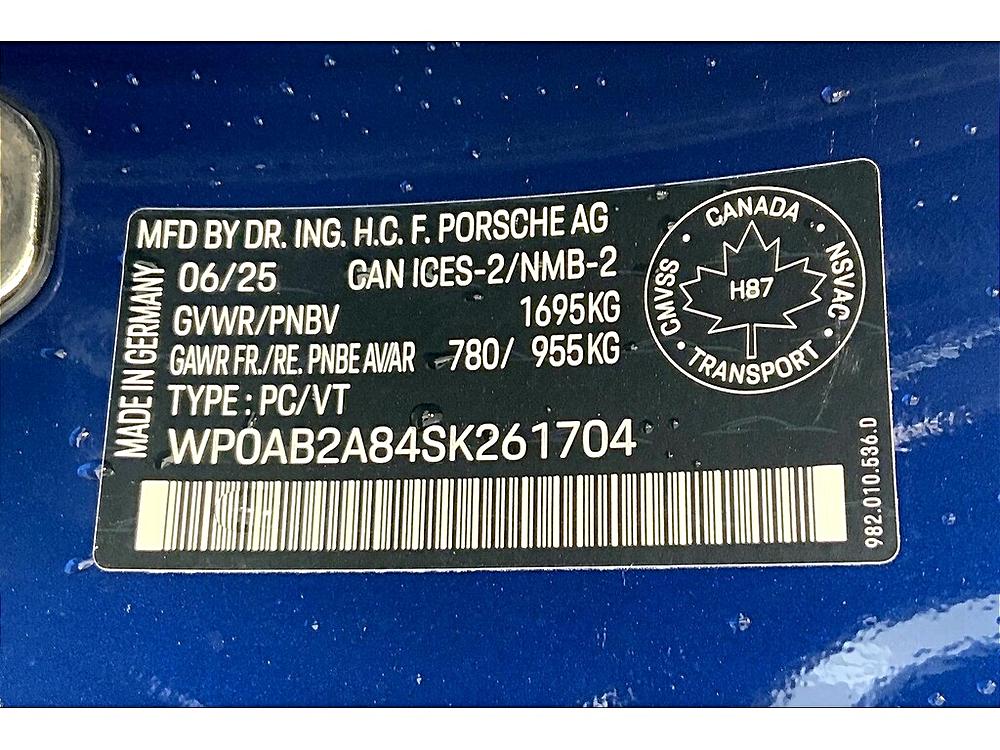 MFD BY DR. ING. H.C. F. PORSCHE AG
06/25 CAN ICES-2/NMB-2
GVWR/PNBV 1695KG
GAWR FR./RE. PNBE AV/AR 780/ 955KG
TYPE: PC/VT
WP0AB2A84SK261704
MADE IN GERMANY
CANADA
CMVSS
NSVAC
H87
TRANSPORT
982.010.536.D